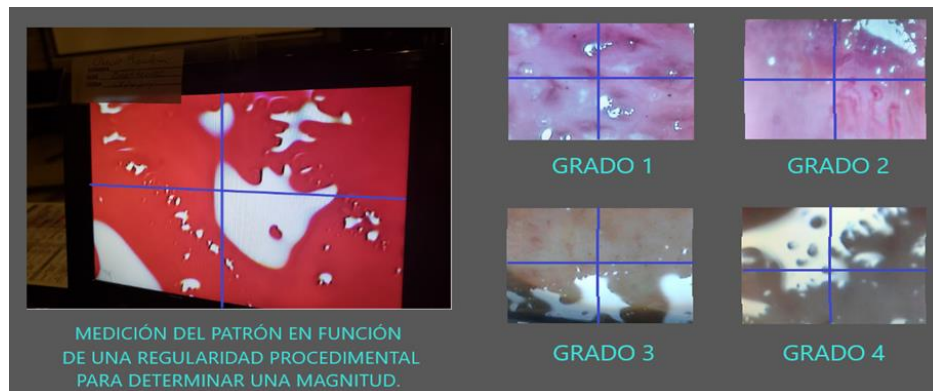 MEDICIÓN DEL PATRÓN EN FUNCIÓN
DE UNA REGULARIDAD PROCEDIMENTAL
PARA DETERMINAR UNA MAGNITUD.
GRADO 1
GRADO 2
GRADO 3
GRADO 4